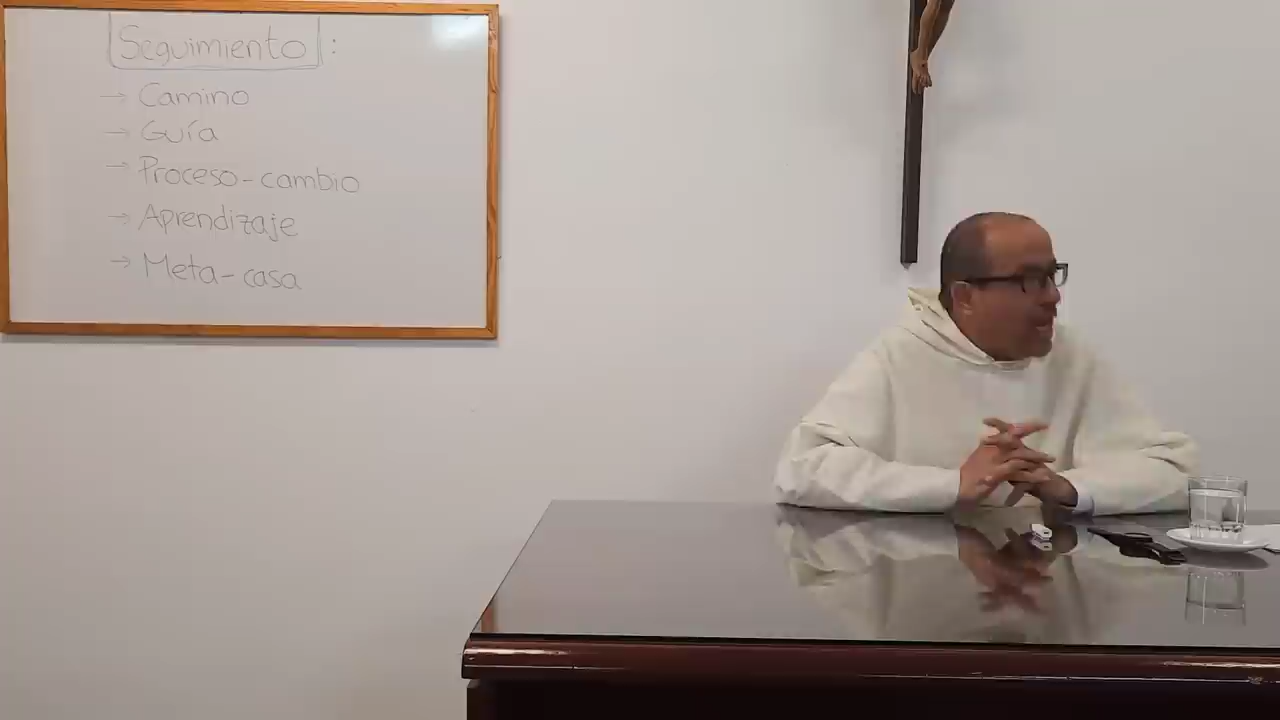 Seguimiento :
→ Camino
→ Guía
→ Proceso-cambio
→ Aprendizaje
→ Meta-casa